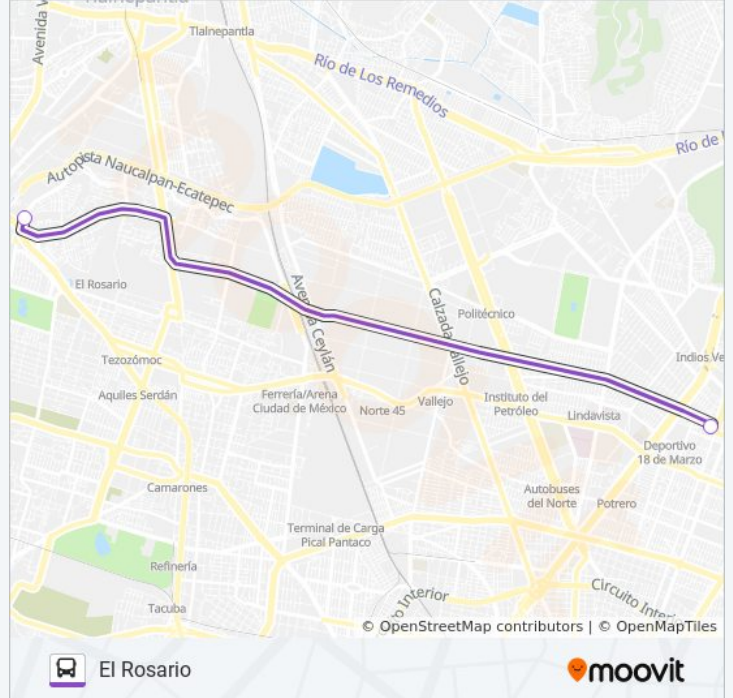 Tlalnepantla
Avenida V
Tlalnepantla
Río de Los Remedios
Río de
Autopista Naucalpan-Ecatepec
El Rosario
Avenida Ceylán
Calzada Vallejo
Politécnico
Indios Ve
Tezozómoc
Aquiles Serdán
Ferrería/Arena
Ciudad de México
Norte 45
Vallejo
Instituto del
Petróleo
Lindavista
Deportivo
18 de Marzo
Camarones
Autobuses
del Norte
Potrero
Terminal de Carga
Pical Pantaco
Refinería
Tacuba
o Interior
Circuito Inte
© OpenStreetMap contributors | © OpenMapTiles
El Rosario
moovit